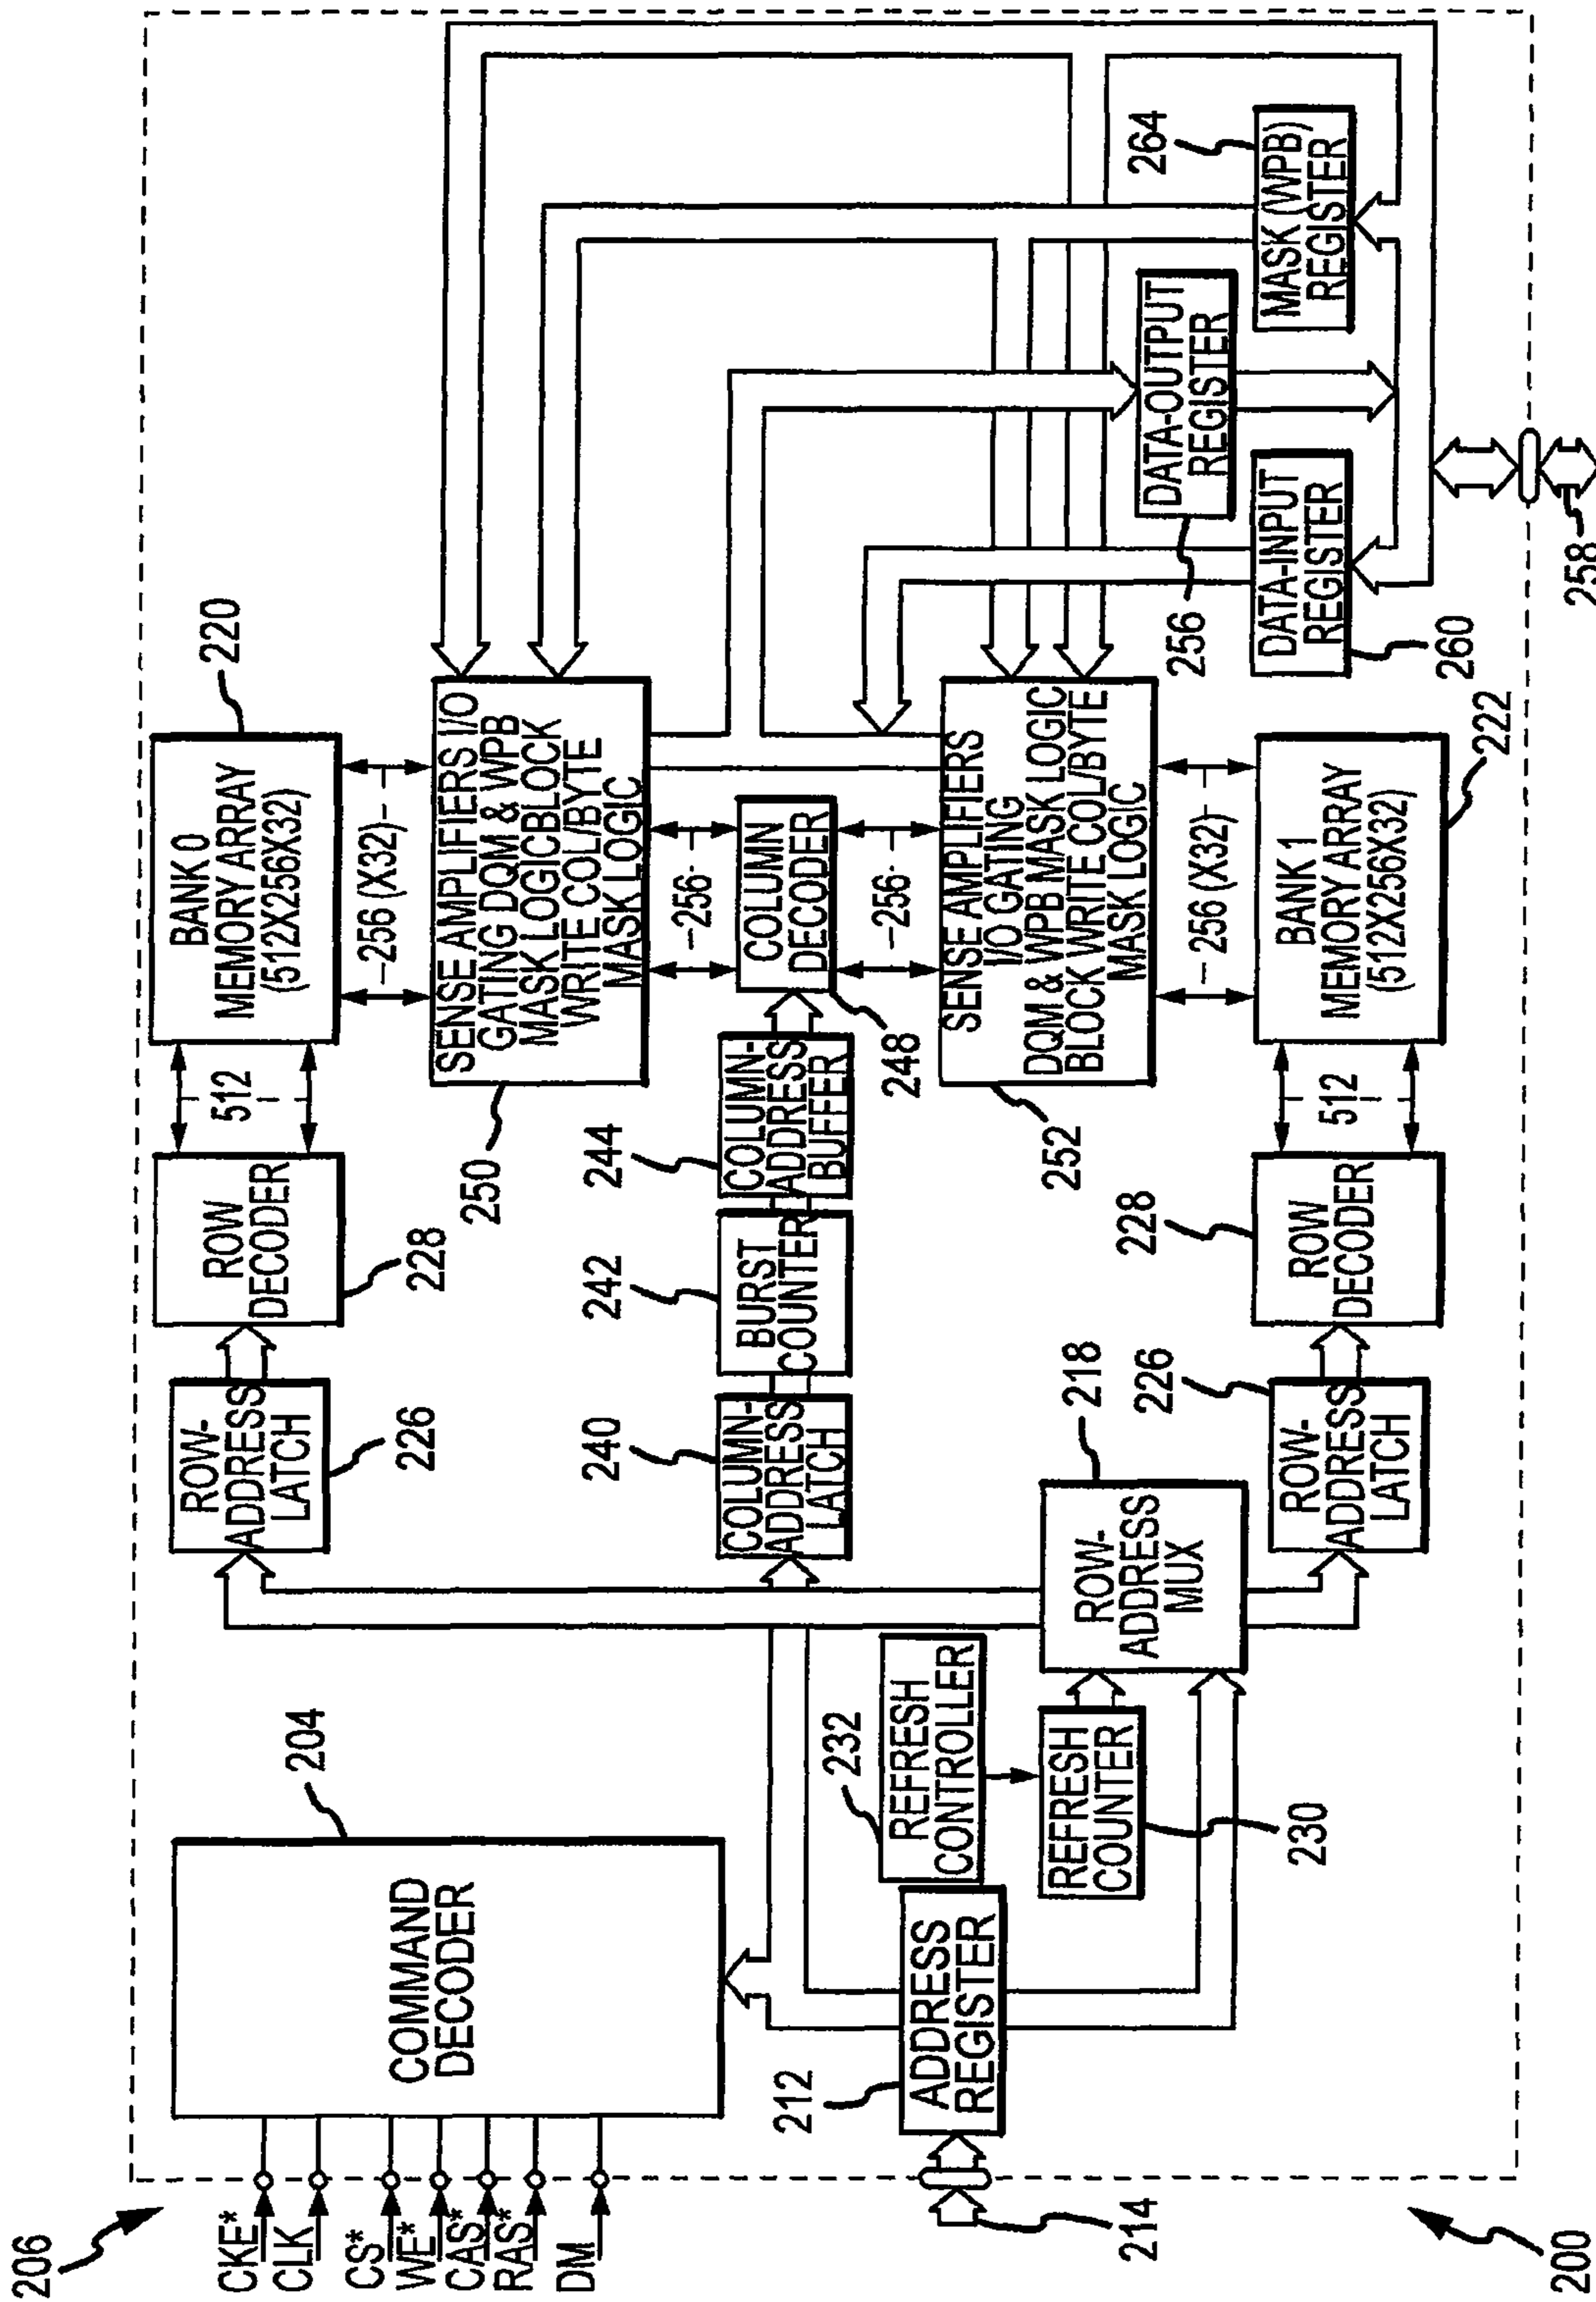 206
CKE*
CLK
CS*
WE*
CAS*
RAS*
DM
COMMAND
DECODER
204
ROW-
ADDRESS
LATCH
226
ROW
DECODER
228
512
BANK 0
MEMORY ARRAY
(512X256X32)
220
256 (X32)
SENSE AMPLIFIERS I/O
GATING DQM & WPB
MASK LOGICBLOCK
WRITE COL/BYTE
MASK LOGIC
250
256
COLUMN-
ADDRESS
LATCH
240
BURST
COUNTER
242
COLUMN-
ADDRESS
BUFFER
244
COLUMN
DECODER
248
256
214
ADDRESS
REGISTER
212
REFRESH
CONTROLLER
232
REFRESH
COUNTER
230
ROW-
ADDRESS
MUX
218
SENSE AMPLIFIERS
I/O GATING
DQM & WPB MASK LOGIC
BLOCK WRITE COL/BYTE
MASK LOGIC
252
256 (X32)
DATA-OUTPUT
REGISTER
256
DATA-INPUT
REGISTER
260
MASK (WPB)
REGISTER
264
ROW-
ADDRESS
LATCH
226
ROW
DECODER
228
512
BANK 1
MEMORY ARRAY
(512X256X32)
222
258
200